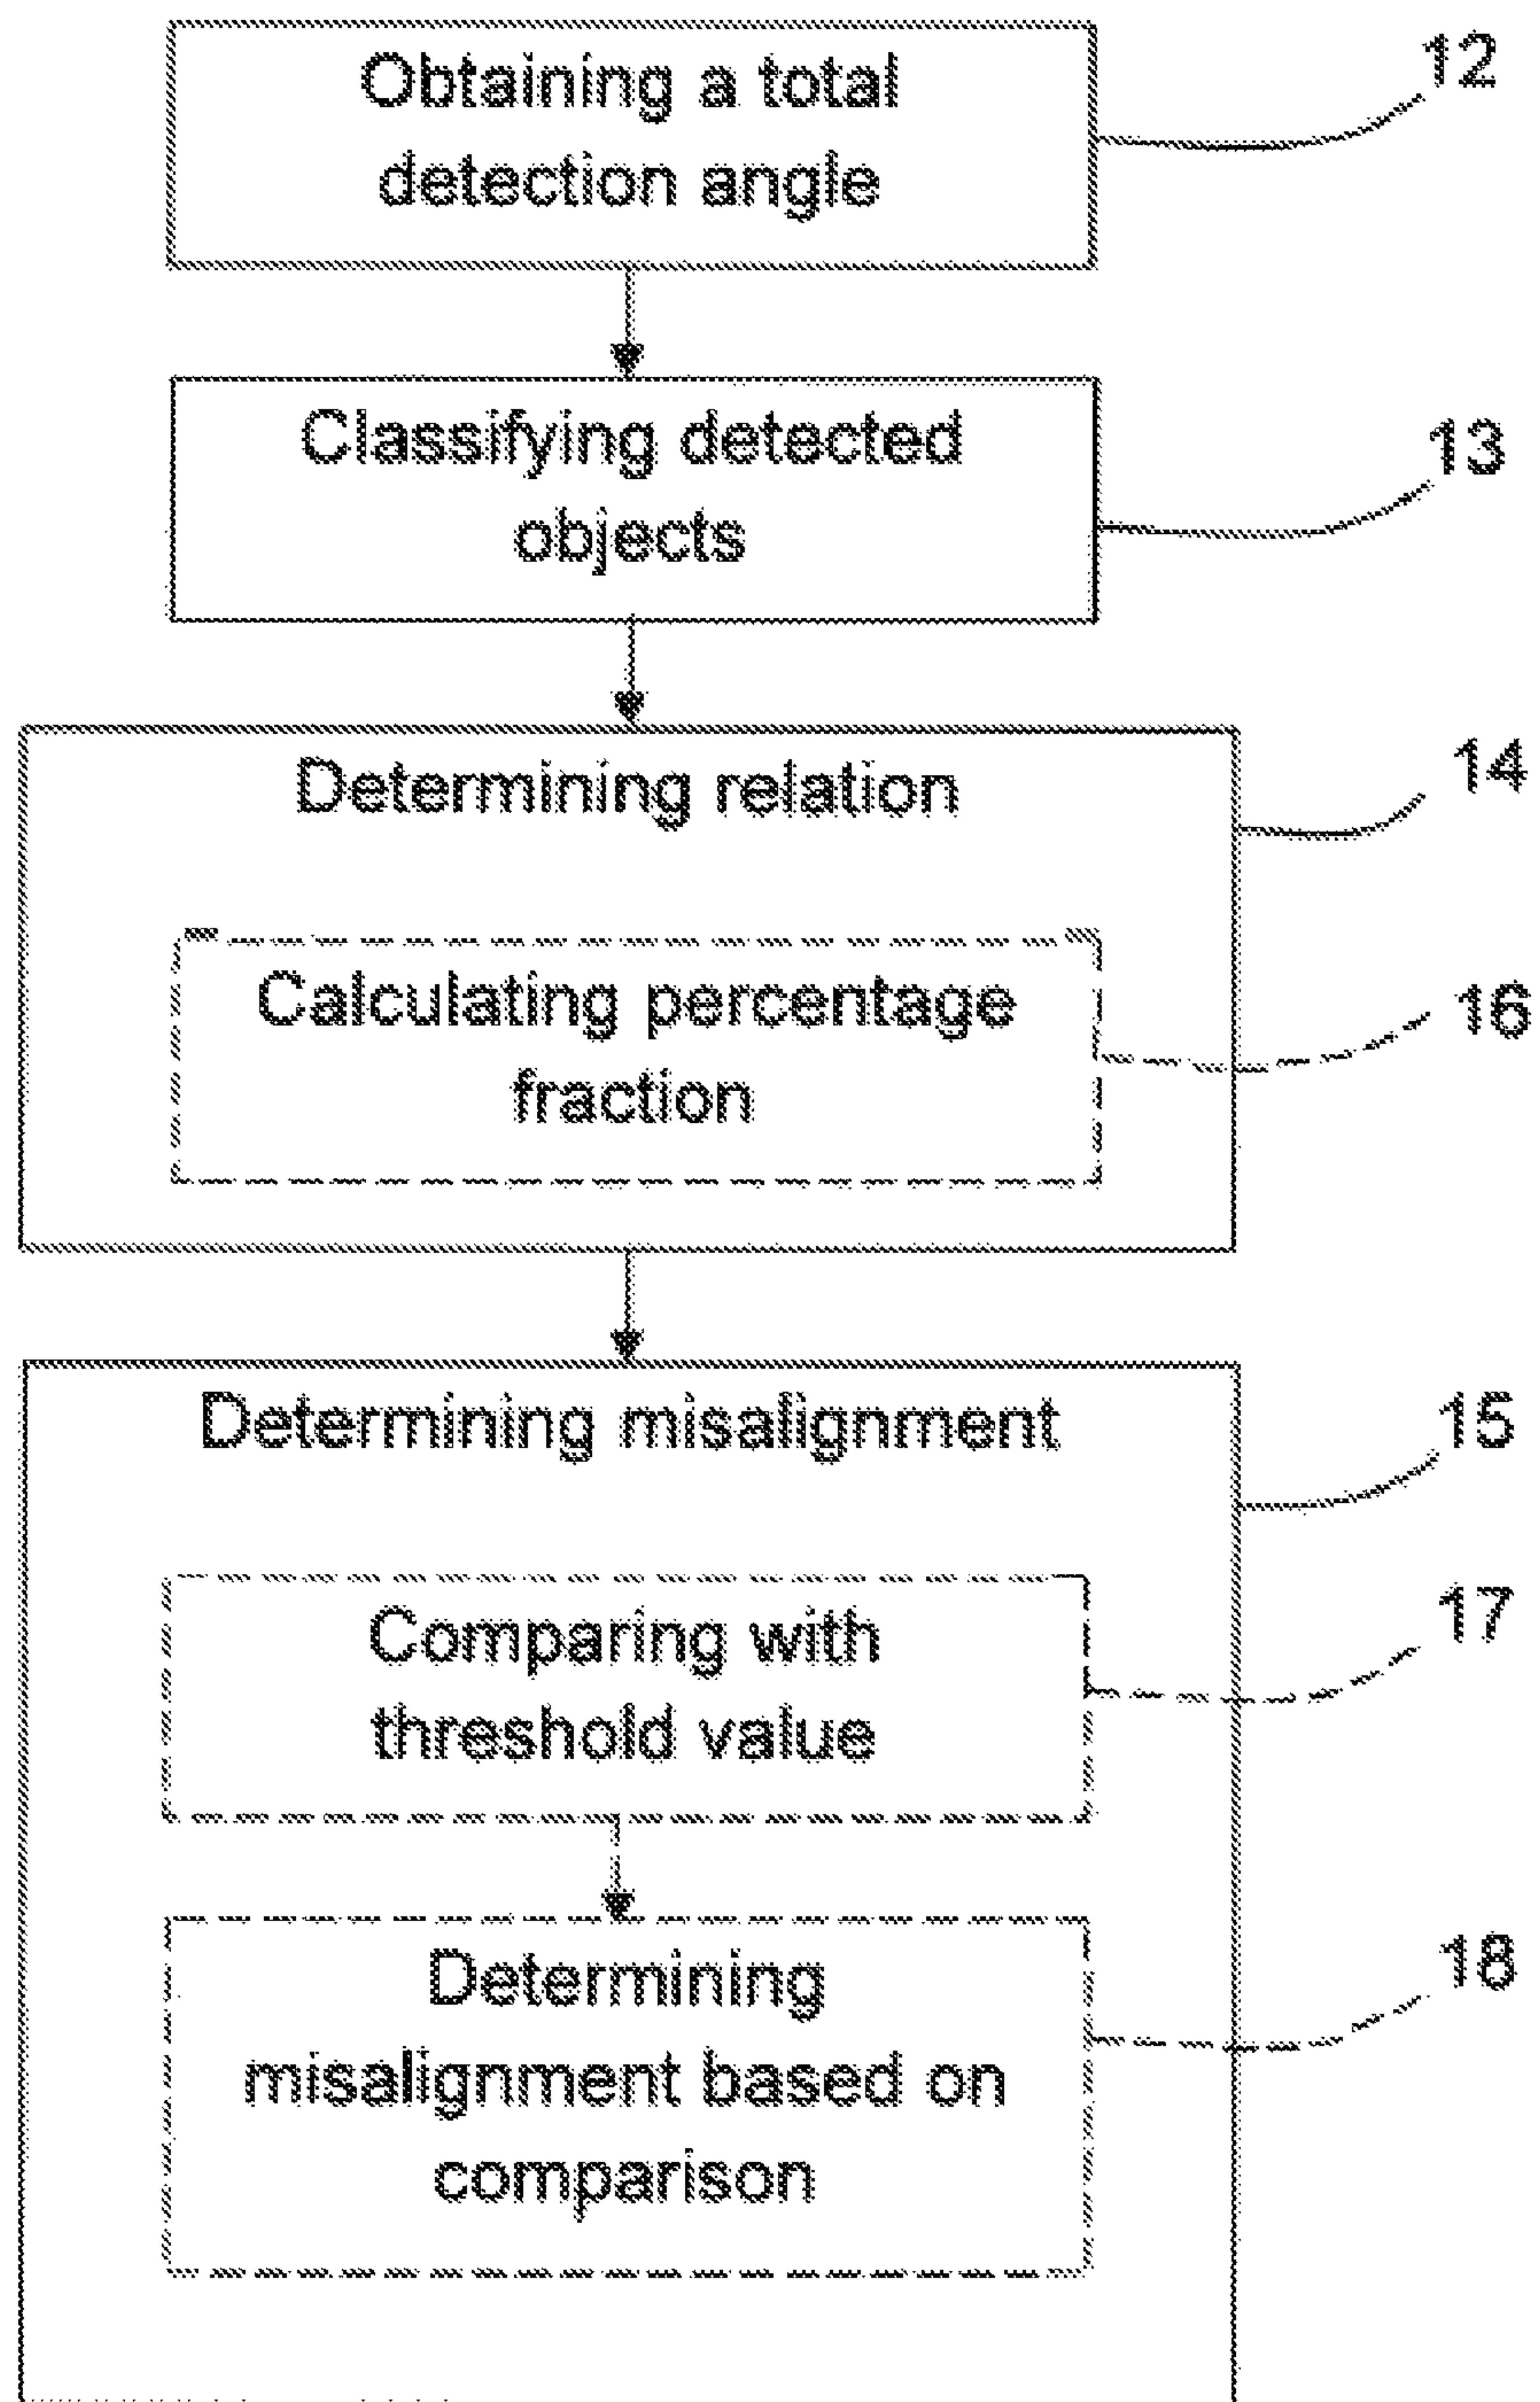 Obtaining a total
detection angle
12
Classifying detected
objects
13
Determining relation
14
Calculating percentage
fraction
16
Determining misalignment
15
Comparing with
threshold value
17
Determining
misalignment based on
comparison
18